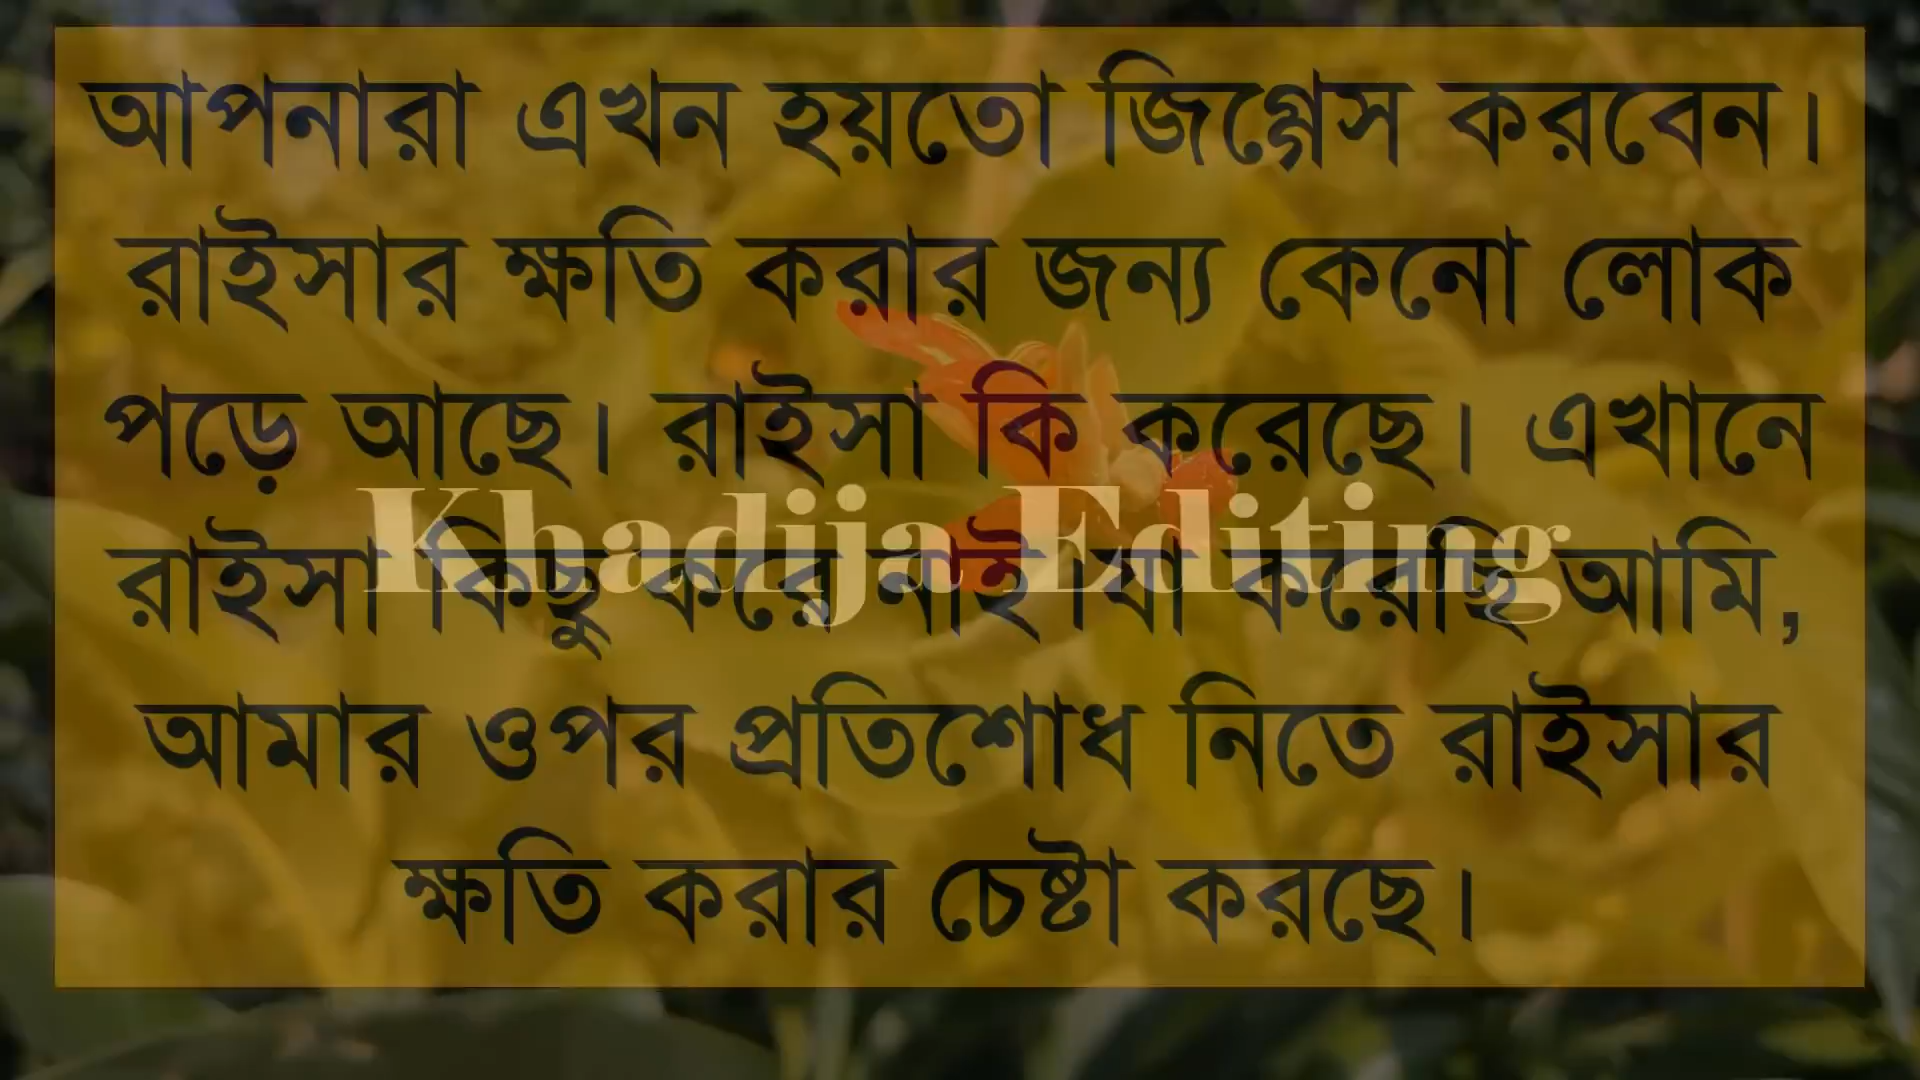 আপনারা এখন হয়তো জিগ্গেস করবেন।
রাইসার ক্ষতি করার জন্য কেনো লোক
পড়ে আছে। রাইসা কি করেছে। এখানে
রাইসা কিছু করে নাই।যা করেছি আমি,
আমার ওপর প্রতিশোধ নিতে রাইসার
ক্ষতি করার চেষ্টা করছে।
Khadija Editing